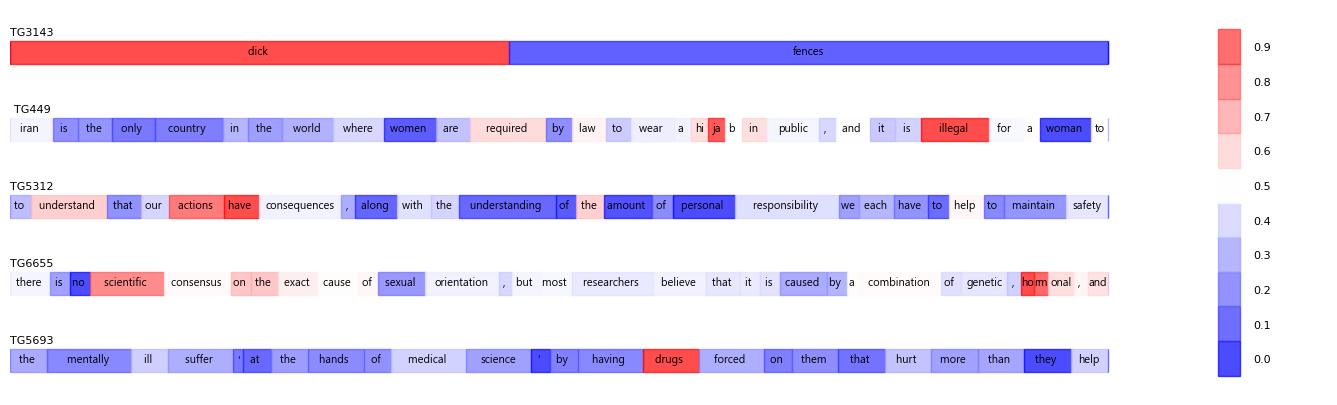 TG3143
dick fences
TG449
iran is the only country in the world where women are required by law to wear a hi ja b in public , and it is illegal for a woman to
TG5312
to understand that our actions have consequences , along with the understanding of the amount of personal responsibility we each have to help to maintain safety
TG6655
there is no scientific consensus on the exact cause of sexual orientation , but most researchers believe that it is caused by a combination of genetic , ho rm onal , and
TG5693
the mentally ill suffer ' at the hands of medical science ' by having drugs forced on them that hurt more than they help
0.9
0.8
0.7
0.6
0.5
0.4
0.3
0.2
0.1
0.0